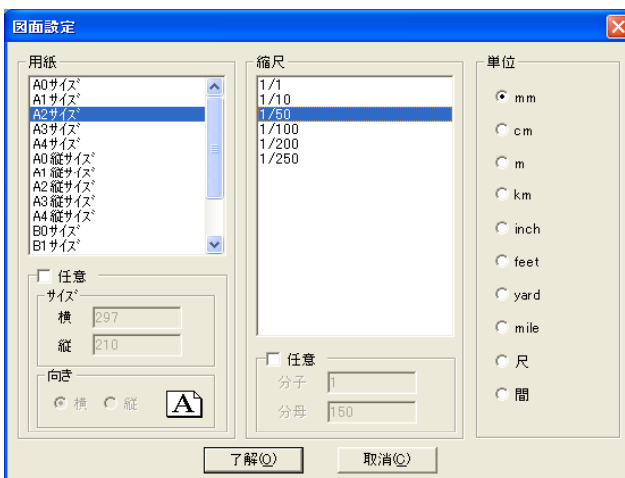 図面設定
用紙
A0サイズ
A1サイズ
A2サイズ
A3サイズ
A4サイズ
A0縦サイズ
A1縦サイズ
A2縦サイズ
A3縦サイズ
A4縦サイズ
B0サイズ
B1サイズ
任意
サイズ
横 297
縦 210
向き
横 縦 A
縮尺
1/1
1/10
1/50
1/100
1/200
1/250
任意
分子 1
分母 150
単位
mm
cm
m
km
inch
feet
yard
mile
尺
間
了解(O) 取消(C)